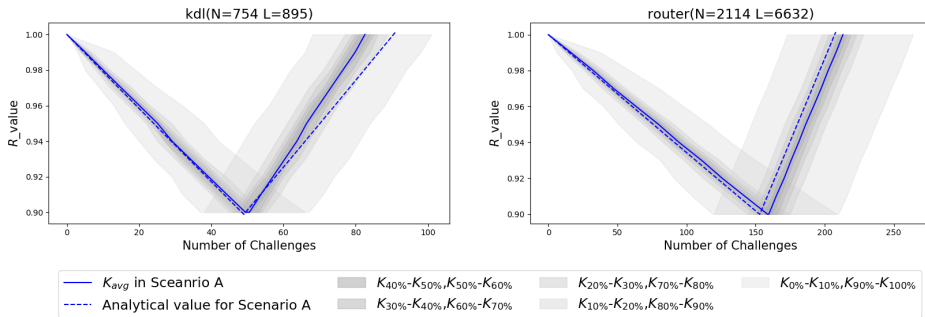 kdl(N=754 L=895)
1.00
0.98
0.96
0.94
0.92
0.90
R_value
0 20 40 60 80 100
Number of Challenges
router(N=2114 L=6632)
1.00
0.98
0.96
0.94
0.92
0.90
R_value
0 50 100 150 200 250
Number of Challenges
K_avg in Sceanrio A
Analytical value for Scenario A
K_40%-K_50%,K_50%-K_60%
K_30%-K_40%,K_60%-K_70%
K_20%-K_30%,K_70%-K_80%
K_10%-K_20%,K_80%-K_90%
K_0%-K_10%,K_90%-K_100%